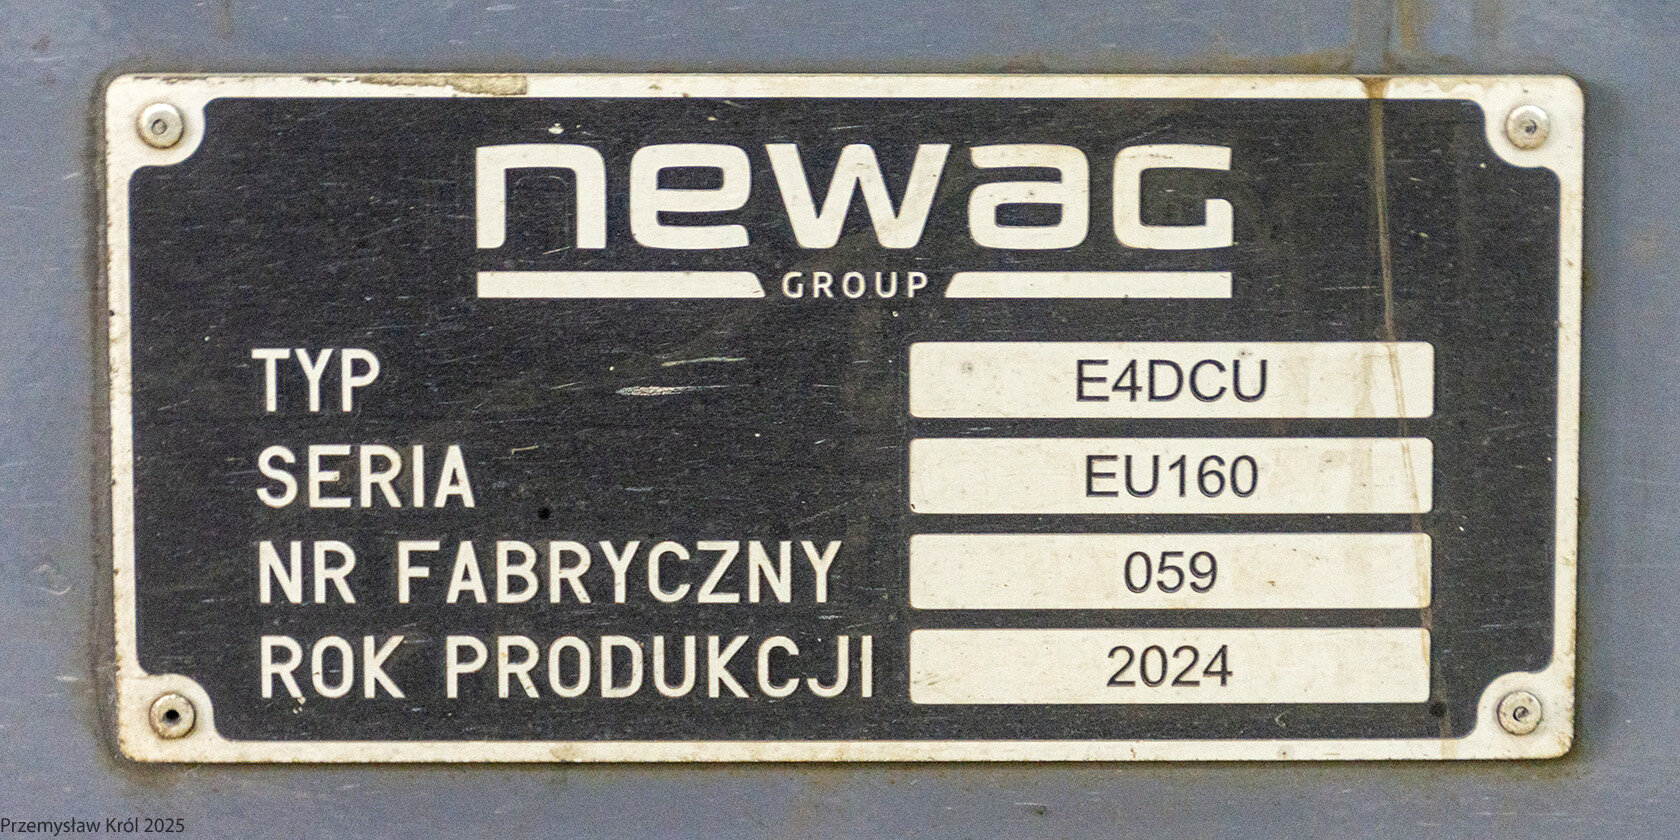 newag
GROUP
TYP E4DCU
SERIA EU160
NR FABRYCZNY 059
ROK PRODUKCJI 2024
Przemysław Król 2025